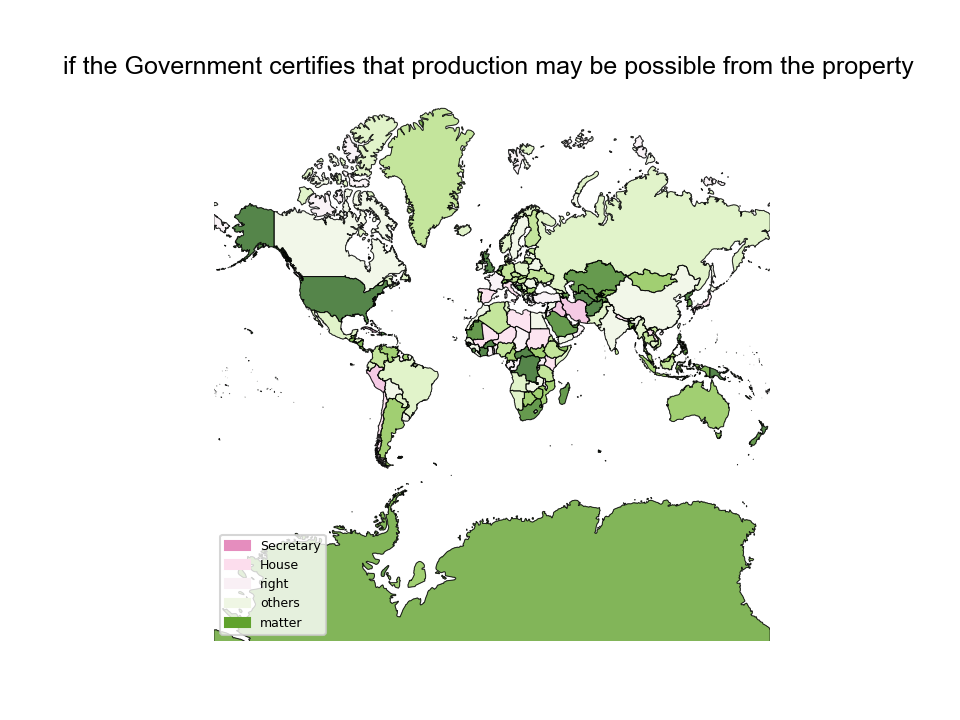 if the Government certifies that production may be possible from the property
Secretary
House
right
others
matter